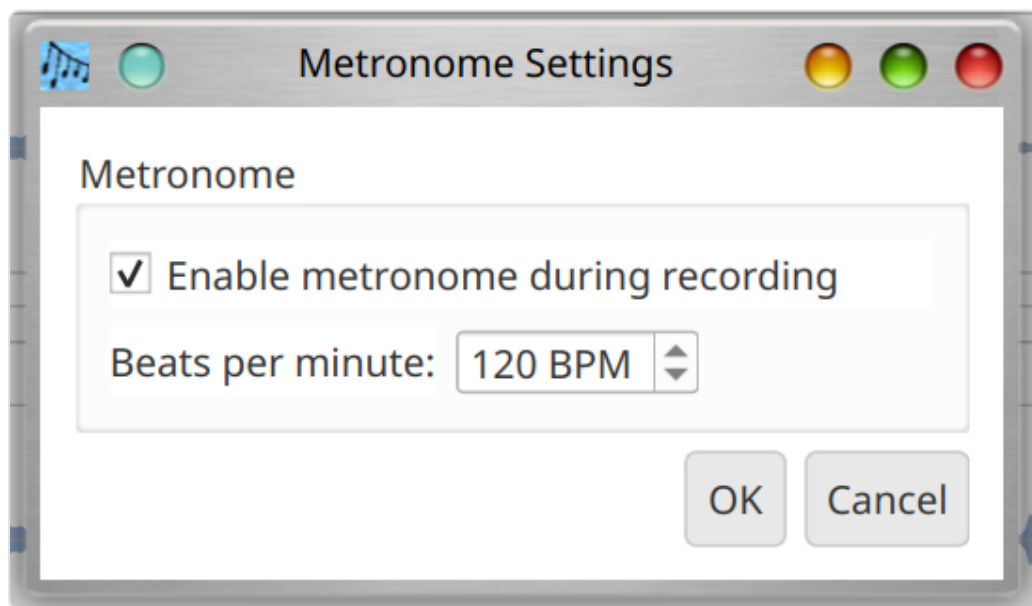 Metronome Settings
Metronome
Enable metronome during recording
Beats per minute: 120 BPM
OK Cancel